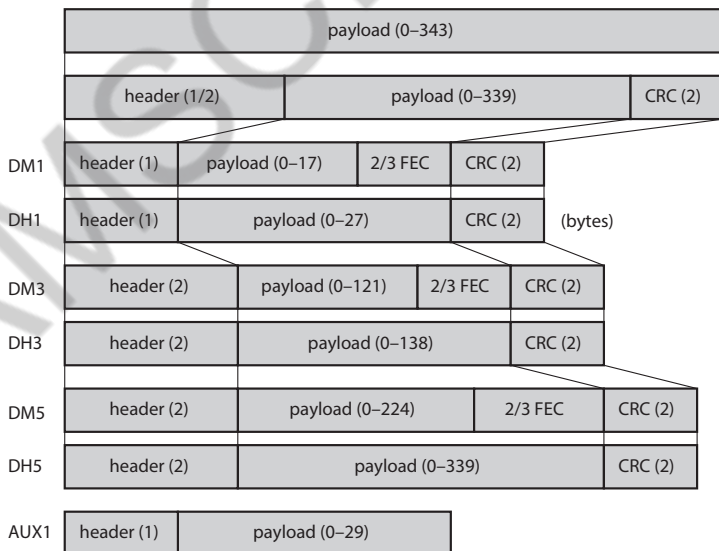 payload (0–343)
header (1/2) payload (0–339) CRC (2)
DM1 header (1) payload (0–17) 2/3 FEC CRC (2)
DH1 header (1) payload (0–27) CRC (2) (bytes)
DM3 header (2) payload (0–121) 2/3 FEC CRC (2)
DH3 header (2) payload (0–138) CRC (2)
DM5 header (2) payload (0–224) 2/3 FEC CRC (2)
DH5 header (2) payload (0–339) CRC (2)
AUX1 header (1) payload (0–29)